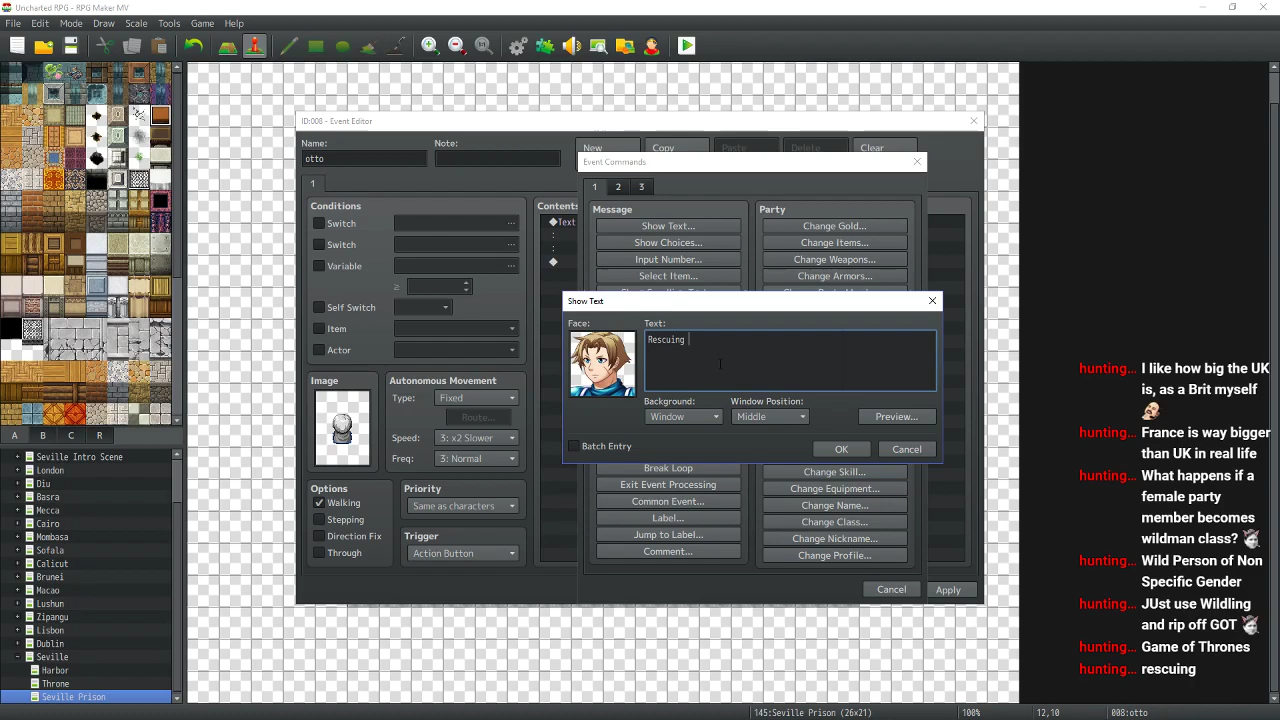 Uncharted RPG - RPG Maker MV
File Edit Mode Draw Scale Tools Game Help
ID:008 - Event Editor
Name:
Note:
otto
New
Copy
Paste
Delete
Clear
Event Commands
1
1 2 3
Conditions
Switch
...
Switch
...
Variable
...
≥
Self Switch
Item
Actor
Contents
◆Text
:
:
◆
Message
Show Text...
Show Choices...
Input Number...
Select Item...
Party
Change Gold...
Change Items...
Change Weapons...
Change Armors...
Show Text
Face:
Text:
Rescuing
Background:
Window Position:
Window
Middle
Preview...
Batch Entry
OK
Cancel
Break Loop
Exit Event Processing
Common Event...
Label...
Jump to Label...
Comment...
Change Skill...
Change Equipment...
Change Name...
Change Class...
Change Nickname...
Change Profile...
Cancel
Apply
Image
Autonomous Movement
Type:
Fixed
Route...
Speed:
3: x2 Slower
Freq:
3: Normal
Options
Walking
Stepping
Direction Fix
Through
Priority
Same as characters
Trigger
Action Button
A B C R
Seville Intro Scene
London
Diu
Basra
Mecca
Cairo
Mombasa
Sofala
Calicut
Brunei
Macao
Lushun
Zipangu
Lisbon
Dublin
Seville
Harbor
Throne
Seville Prison
145:Seville Prison (26x21)
100%
12,10
008:otto
hunting... I like how big the UK
is, as a Brit myself
hunting... France is way bigger
than UK in real life
hunting... What happens if a
female party
member becomes
wildman class?
hunting... Wild Person of Non
Specific Gender
hunting... JUst use Wildling
and rip off GOT
hunting... Game of Thrones
hunting... rescuing